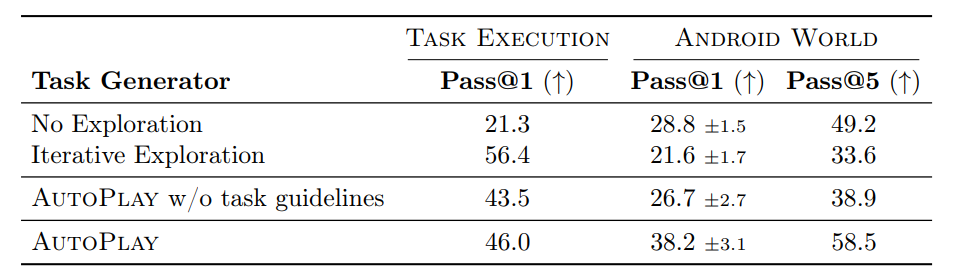 TASK EXECUTION ANDROID WORLD
Task Generator Pass@1 (↑) Pass@1 (↑) Pass@5 (↑)
No Exploration 21.3 28.8 ±1.5 49.2
Iterative Exploration 56.4 21.6 ±1.7 33.6
AUTOPLAY w/o task guidelines 43.5 26.7 ±2.7 38.9
AUTOPLAY 46.0 38.2 ±3.1 58.5